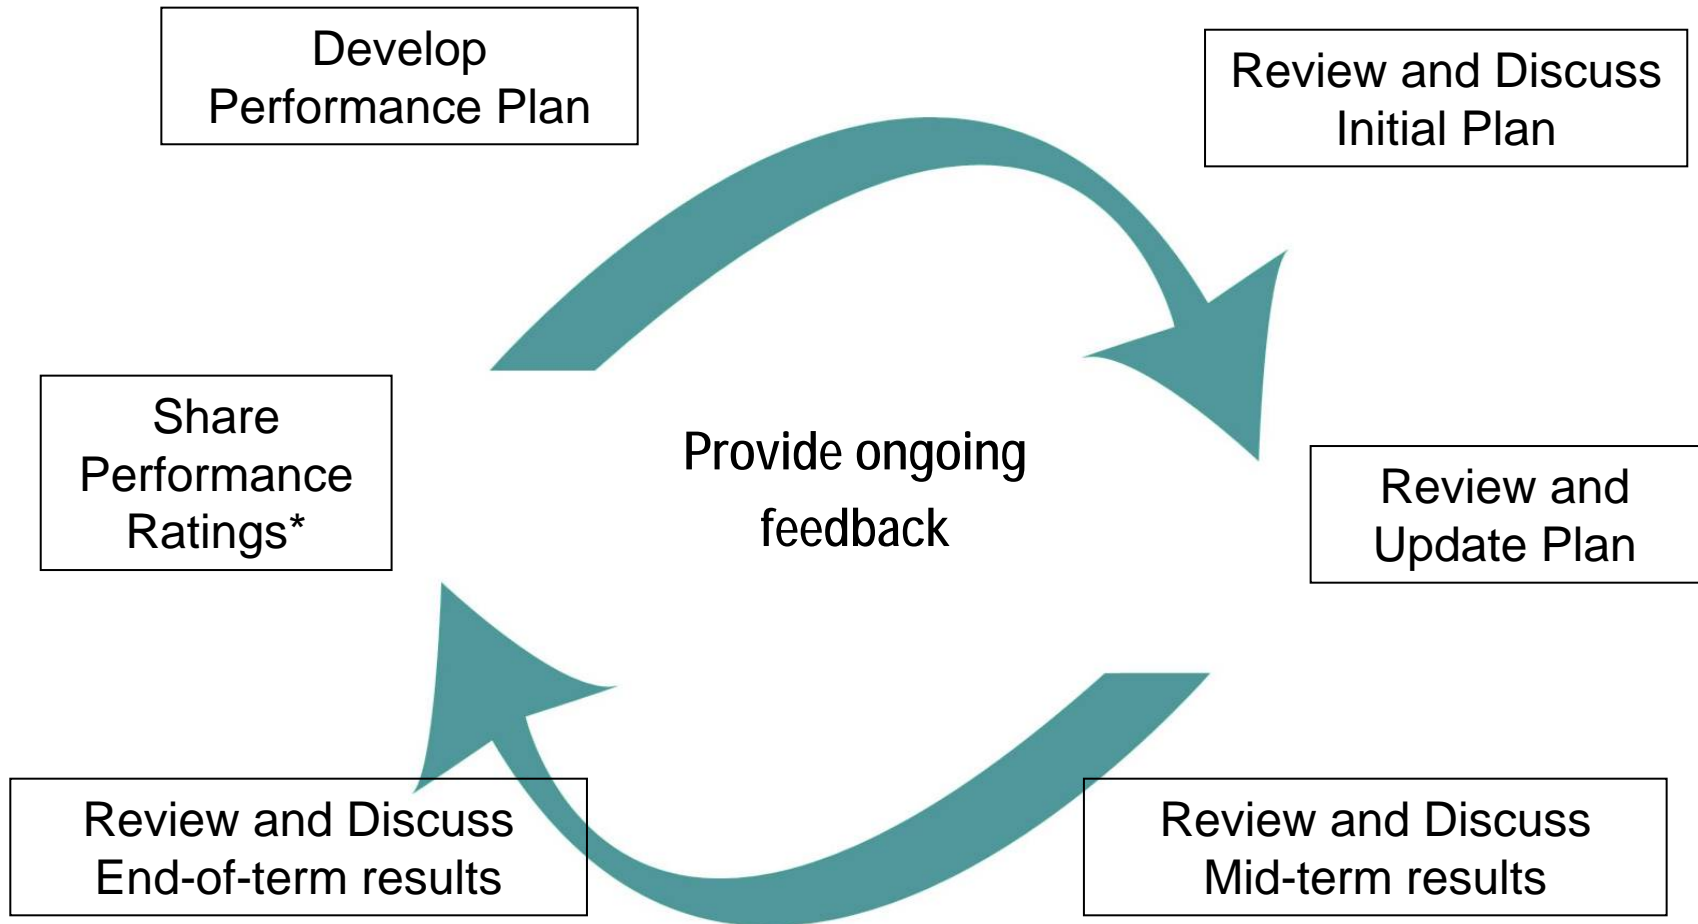 Develop
Performance Plan
Review and Discuss
Initial Plan
Share
Performance
Ratings*
Provide ongoing
feedback
Review and
Update Plan
Review and Discuss
End-of-term results
Review and Discuss
Mid-term results